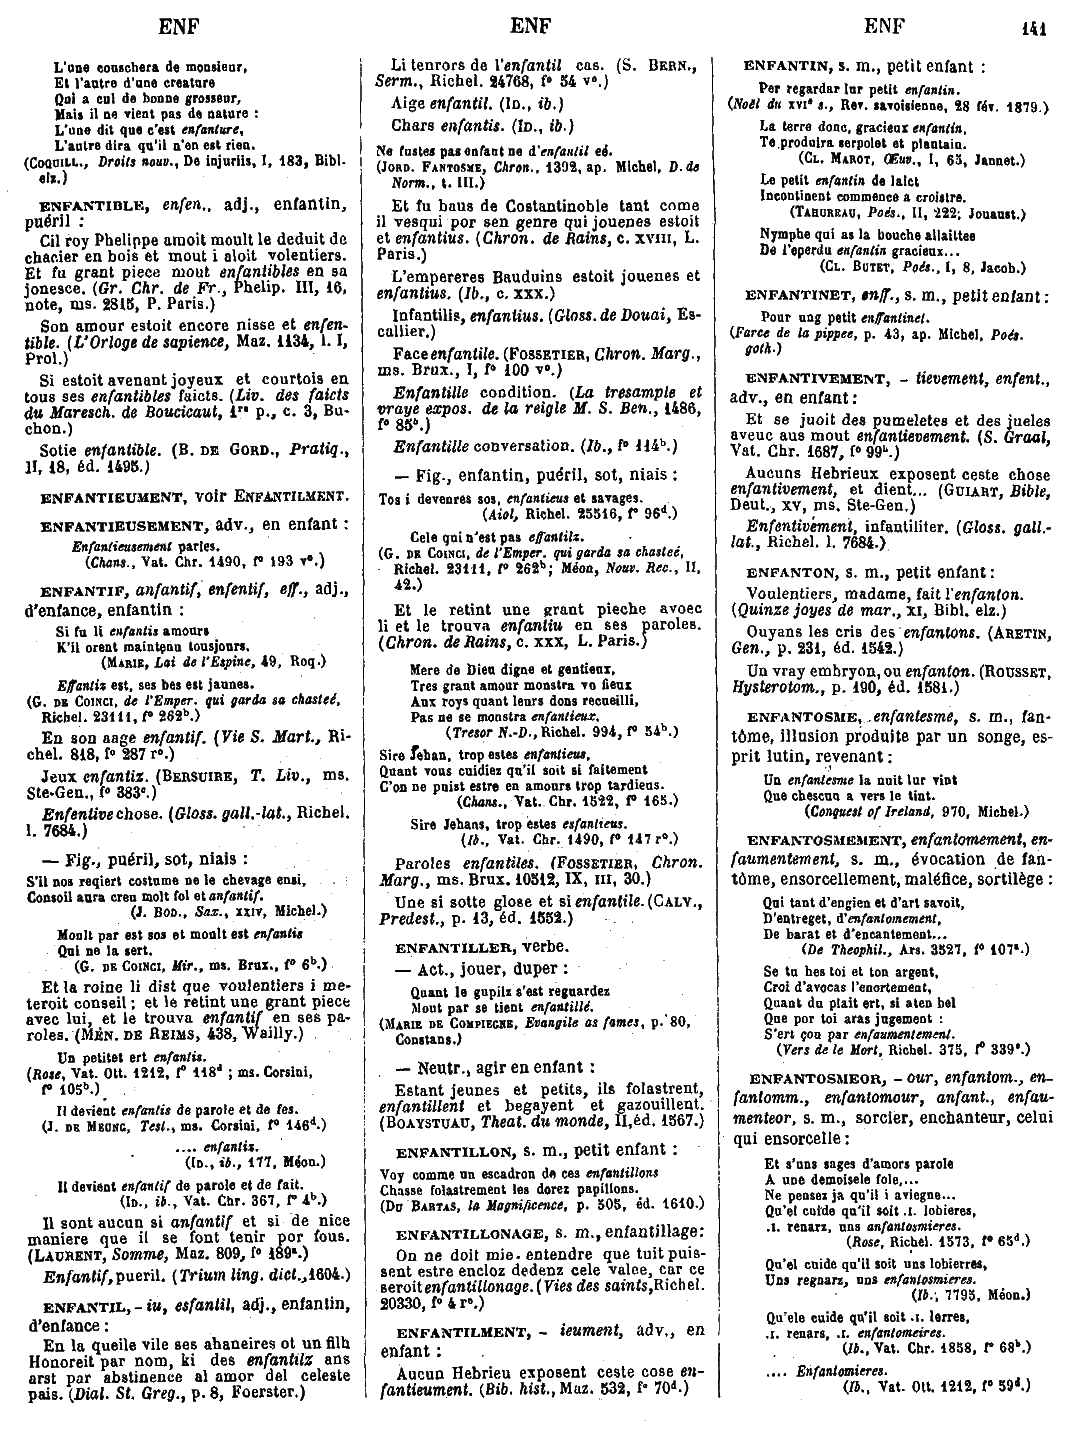 ENF ENF ENF 141
L'une couschera de monsieur,
Et l'autre d'une creature
Qui a cul de bonne grosseur,
Mais il ne vient pas de nature :
L'une dit que c'est enfanture,
L'autre dira qu'il n'en est rien.
(COQUILL., Droits nouv., De injuriis, I, 183, Bibl.
elz.)
ENFANTIBLE, enfen., adj., enfantin,
puéril :
Cil roy Phelippe amoit moult le deduit de
chacier en bois et mout i aloit volentiers.
Et fu grant piece mout enfantibles en sa
jonesce. (Gr. Chr. de Fr., Phelip. III, 16,
note, ms. 2815, P. Paris.)
Son amour estoit encore nisse et enfen-
tible. (L'Orloge de sapience, Maz. 1134, l. I,
Prol.)
Si estoit avenant joyeux et courtois en
tous ses enfantibles faicts. (Liv. des faicts
du Maresch. de Boucicaut, 1re p., c. 3, Bu-
chon.)
Sotie enfantible. (B. DE GORD., Pratiq.,
II, 18, éd. 1495.)
ENFANTIEUMENT, voir ENFANTILMENT.
ENFANTIEUSEMENT, adv., en enfant :
Enfantieusement parles.
(Chans., Vat. Chr. 1490, f° 193 v°.)
ENFANTIF, anfantif, enfentif, eff., adj.,
d'enfance, enfantin :
Si fu li enfantis amours
K'il orent maintenu tousjours.
(MARIE, Lai de l'Espine, 49, Roq.)
Effantiz est, ses bes est jaunes.
(G. DE COINCI, de l'Emper. qui garda sa chasteé,
Richel. 23111, f° 262b.)
En son aage enfantif. (Vie S. Mart., Ri-
chel. 818, f° 287 r°.)
Jeux enfantiz. (BERSUIRE, T. Liv., ms.
Ste-Gen., f° 383c.)
Enfentive chose. (Gloss. gall.-lat., Richel.
l. 7684.)
— Fig., puéril, sot, niais :
S'il nos reqiert costume ne le chevage ensi,
Consoil aura creu molt fol et anfantif.
(J. BOD., Sax., XXIV, Michel.)
Moult par est sos et moult est enfantis
Qui ne la sert.
(G. DE COINCI, Mir., ms. Brux., f° 6b.)
Et la roine li dist que voulentiers i me-
teroit conseil ; et le retint une grant piece
avec lui, et le trouva enfantif en ses pa-
roles. (MÉN. DE REIMS, 438, Wailly.)
Un petitet ert enfantis.
(Rose, Vat. Ott. 1212, f° 118d ; ms. Corsini,
f° 105b.)
Il devient enfantis de parole et de fes.
(J. DE MEUNG, Test., ms. Corsini, f° 146d.)
.... enfantiz.
(ID., ib., 177, Méon.)
Il devient enfantif de parole et de fait.
(ID., ib., Vat. Chr. 367, f° 4b.)
Il sont aucun si anfantif et si de nice
maniere que il se font tenir por fous.
(LAURENT, Somme, Maz. 809, f° 189a.)
Enfantif, pueril. (Trium ling. dict., 1604.)
ENFANTIL, - iu, esfantil, adj., enfantin,
d'enfance :
En la queile vile ses ahaneires ot un filh
Honoreit par nom, ki des enfantilz ans
arst par abstinence al amor del celeste
pais. (Dial. St. Greg., p. 8, Foerster.)
Li tenrors de l'enfantil cas. (S. BERN.,
Serm., Richel. 24768, f° 54 v°.)
Aige enfantil. (ID., ib.)
Chars enfantis. (ID., ib.)
Ne fustes pas enfant ne d'enfantil eé.
(JORD. FANTOSME, Chron., 1392, ap. Michel, D. de
Norm., t. III.)
Et fu baus de Costantinoble tant come
il vesqui por sen genre qui jouenes estoit
et enfantius. (Chron. de Rains, c. XVIII, L.
Paris.)
L'empereres Bauduins estoit jouenes et
enfantius. (Ib., c. XXX.)
Infantilis, enfantius. (Gloss. de Douai, Es-
callier.)
Face enfantile. (FOSSETIER, Chron. Marg.,
ms. Brux., I, f° 100 v°.)
Enfantille condition. (La tresample et
vraye expos. de la reigle M. S. Ben., 1486,
f° 85b.)
Enfantille conversation. (Ib., f° 114b.)
— Fig., enfantin, puéril, sot, niais :
Tos i devenres sos, enfantieus et savages.
(Aiol, Richel. 25516, f° 96d.)
Cele qui n'est pas effantilz.
(G. DE COINCI, de l'Emper. qui garda sa chasteé,
Richel. 23111, f° 262b; Méon, Nouv. Rec., II,
42.)
Et le retint une grant pieche avoec
li et le trouva enfantiu en ses paroles.
(Chron. de Rains, c. XXX, L. Paris.)
Mere de Dieu digne et gentieux,
Tres grant amour monstra vo fieux
Aux roys quant leurs dons recueilli,
Pas ne se monstra enfantieux.
(Tresor N.-D., Richel. 994, f° 54b.)
Sire Jehan, trop estes enfantieus,
Quant vous cuidiez qu'il soit si faitement
C'on ne puist estre en amours trop tardieus.
(Chans., Vat. Chr. 1522, f° 165.)
Sire Jehans, trop estes esfantieus.
(Ib., Vat. Chr. 1490, f° 147 r°.)
Paroles enfantiles. (FOSSETIER, Chron.
Marg., ms. Brux. 10512, IX, III, 30.)
Une si sotte glose et si enfantile. (CALV.,
Predest., p. 13, éd. 1552.)
ENFANTILLER, verbe.
— Act., jouer, duper :
Quant le gupilz s'est reguardez
Mout par se tient enfantillé.
(MARIE DE COMPIEGNE, Evangile as fames, p. 80,
Constans.)
— Neutr., agir en enfant :
Estant jeunes et petits, ils folastrent,
enfantillent et begayent et gazouillent.
(BOAYSTUAU, Theat. du monde, II, éd. 1567.)
ENFANTILLON, s. m., petit enfant :
Voy comme un escadron de ces enfantillons
Chasse folastrement les dorez papillons.
(DU BARTAS, la Magnificence, p. 505, éd. 1610.)
ENFANTILLONAGE, s. m., enfantillage:
On ne doit mie entendre que tuit puis-
sent estre encloz dedenz cele valee, car ce
seroit enfantillonage. (Vies des saints, Richel.
20330, f° 4 r°.)
ENFANTILMENT, - ieument, adv., en
enfant :
Aucun Hebrieu exposent ceste cose en-
fantieument. (Bib. hist., Maz. 532, f° 70d.)
ENFANTIN, s. m., petit enfant :
Per regardar lur petit enfantin.
(Noël du XVIe s., Rev. savoisienne, 28 fév. 1879.)
La terre donc, gracieux enfantin,
Te produira serpolet et plantain.
(CL. MAROT, Œuv., I, 65, Jannet.)
Le petit enfantin de laict
Incontinent commence a croistre.
(TAHUREAU, Poés., II, 222, Jouaust.)
Nymphe qui as la bouche allaittee
De l'eperdu enfantin gracieux...
(CL. BUTET, Poés., I, 8, Jacob.)
ENFANTINET, enff., s. m., petit enfant :
Pour ung petit enffantinet.
(Farce de la pippee, p. 43, ap. Michel, Poés.
goth.)
ENFANTIVEMENT, - tievement, enfent.,
adv., en enfant :
Et se juoit des pumeletes et des jueles
aveuc aus mout enfantievement. (S. Graal,
Vat. Chr. 1687, f° 99b.)
Aucuns Hebrieux exposent ceste chose
enfantivement, et dient... (GUIART, Bible,
Deut., XV, ms. Ste-Gen.)
Enfentivement, infantiliter. (Gloss. gall.-
lat., Richel. l. 7684.)
ENFANTON, s. m., petit enfant :
Voulentiers, madame, fait l'enfanton.
(Quinze joyes de mar., XI, Bibl. elz.)
Ouyans les cris des enfantons. (ARETIN,
Gen., p. 231, éd. 1542.)
Un vray embryon, ou enfanton. (ROUSSET,
Hysterotom., p. 190, éd. 1581.)
ENFANTOSME, enfantesme, s. m., fan-
tôme, illusion produite par un songe, es-
prit lutin, revenant :
Un enfantesme la nuit lur vint
Que chescun a vers le tint.
(Conquest of Ireland, 970, Michel.)
ENFANTOSMEMENT, enfantomement, en-
faumentement, s. m., évocation de fan-
tôme, ensorcellement, maléfice, sortilège :
Qui tant d'engien et d'art savoit,
D'entreget, d'enfantomement,
De barat et d'encantement...
(De Theophil., Ars. 3527, f° 107a.)
Se tu hes toi et ton argent,
Croi d'avocas l'enortement,
Quant du plait ert, si aten bel
Que por toi aras jugement :
S'ert çou par enfaumentement.
(Vers de le Mort, Richel. 375, f° 339a.)
ENFANTOSMEOR, - our, enfantom., en-
fantomm., enfantomour, anfant., enfau-
menteor, s. m., sorcier, enchanteur, celui
qui ensorcelle :
Et s'uns sages d'amors parole
A une demoisele fole,...
Ne pensez ja qu'il i aviegne...
Qu'el cuide qu'il soit .I. lobieres,
.I. renarz, uns anfantosmieres.
(Rose, Richel. 1573, f° 65d.)
Qu'el cuide qu'il soit uns lobierres,
Uns regnarz, uns enfantosmieres.
(Ib., 7795, Méon.)
Qu'ele cuide qu'il soit .I. lerres,
.I. renars, .I. enfantomeires.
(Ib., Vat. Chr. 1858, f° 68b.)
.... Enfantomieres.
(Ib., Vat. Ott. 1212, f° 59d.)